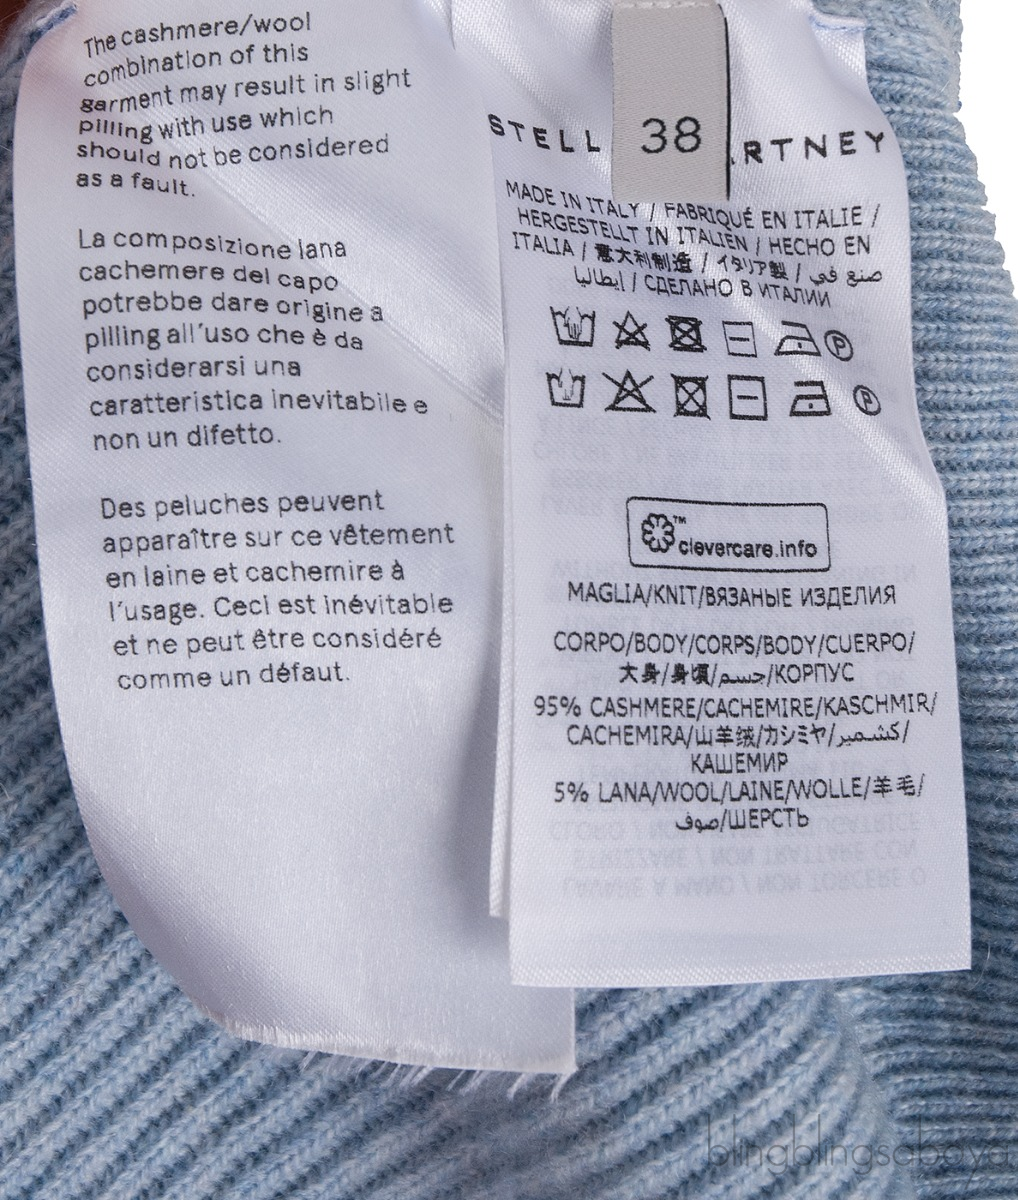 The cashmere/wool
combination of this
garment may result in slight
pilling with use which
should not be considered
as a fault.
La composizione lana
cachemere del capo
potrebbe dare origine a
pilling all'uso che è da
considerarsi una
caratteristica inevitabile e
non un difetto.
Des peluches peuvent
apparaître sur ce vêtement
en laine et cachemire à
l'usage. Ceci est inévitable
et ne peut être considéré
comme un défaut.
38
STELL RTNEY
MADE IN ITALY / FABRIQUÉ EN ITALIE /
HERGESTELLT IN ITALIEN / HECHO EN
ITALIA / 意大利制造 / イタリア製 / صنع في
إيطاليا / СДЕЛАНО В ИТАЛИИ
P
P
clevercare.info™
MAGLIA/KNIT/ВЯЗАНЫЕ ИЗДЕЛИЯ
CORPO/BODY/CORPS/BODY/CUERPO/
大身/身頃/جسم/КОРПУС
95% CASHMERE/CACHEMIRE/KASCHMIR/
CACHEMIRA/山羊绒/カシミヤ/كشمير/
КАШЕМИР
5% LANA/WOOL/LAINE/WOLLE/羊毛/
صوف/ШЕРСТЬ